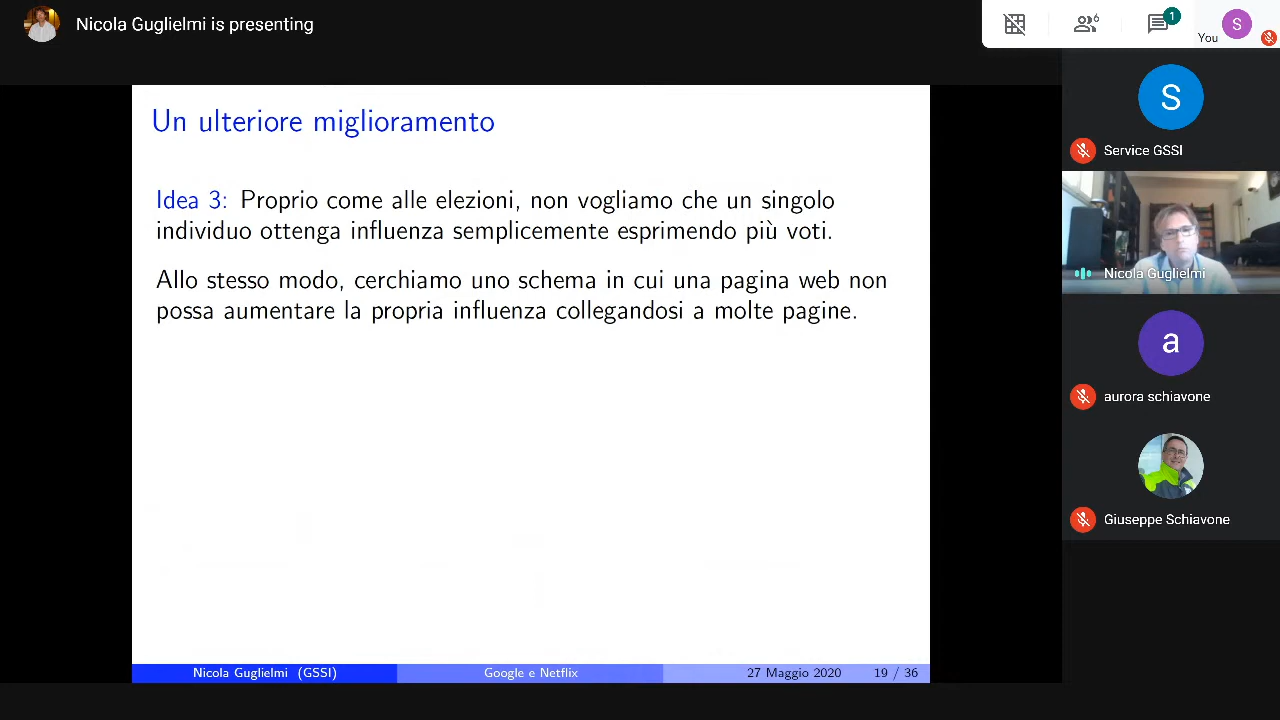 Nicola Guglielmi is presenting
6
1
You
S
Un ulteriore miglioramento
Idea 3: Proprio come alle elezioni, non vogliamo che un singolo
individuo ottenga influenza semplicemente esprimendo più voti.
Allo stesso modo, cerchiamo uno schema in cui una pagina web non
possa aumentare la propria influenza collegandosi a molte pagine.
Nicola Guglielmi (GSSI)
Google e Netflix
27 Maggio 2020
19 / 36
S
Service GSSI
Nicola Guglielmi
a
aurora schiavone
Giuseppe Schiavone